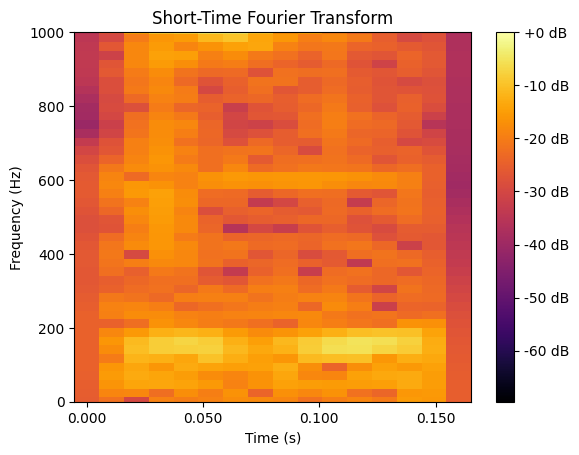 Short-Time Fourier Transform
1000
800
600
400
200
0
Frequency (Hz)
0.000
0.050
0.100
0.150
Time (s)
+0 dB
-10 dB
-20 dB
-30 dB
-40 dB
-50 dB
-60 dB